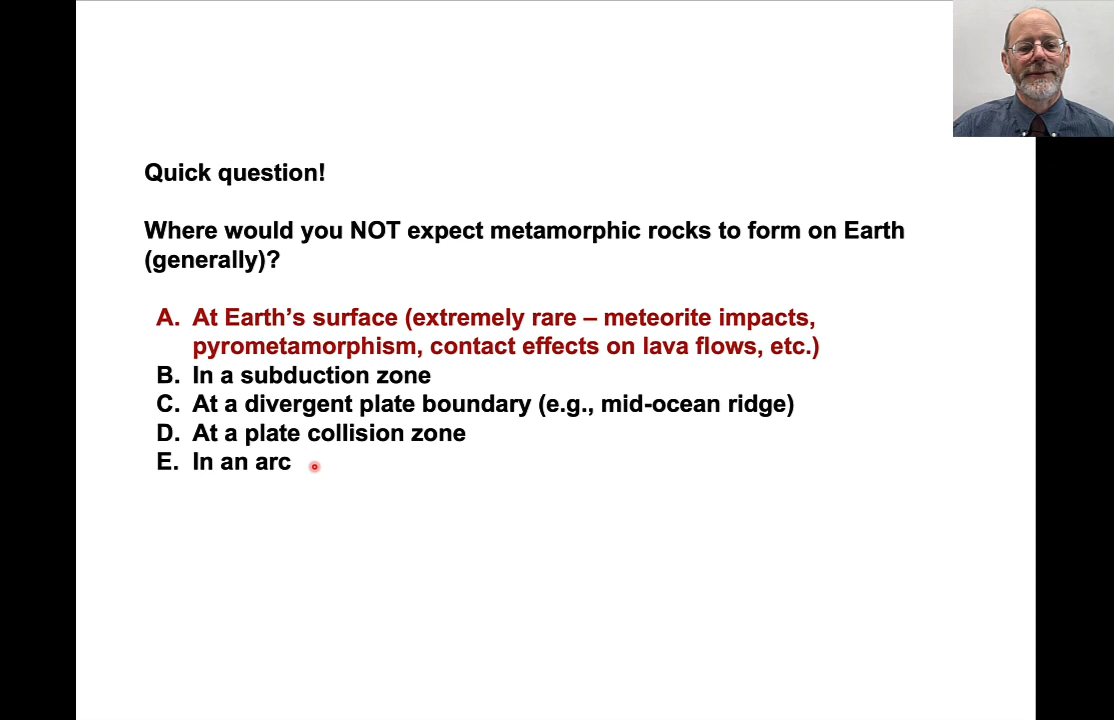 Quick question!
Where would you NOT expect metamorphic rocks to form on Earth
(generally)?
A. At Earth’s surface (extremely rare – meteorite impacts,
pyrometamorphism, contact effects on lava flows, etc.)
B. In a subduction zone
C. At a divergent plate boundary (e.g., mid-ocean ridge)
D. At a plate collision zone
E. In an arc